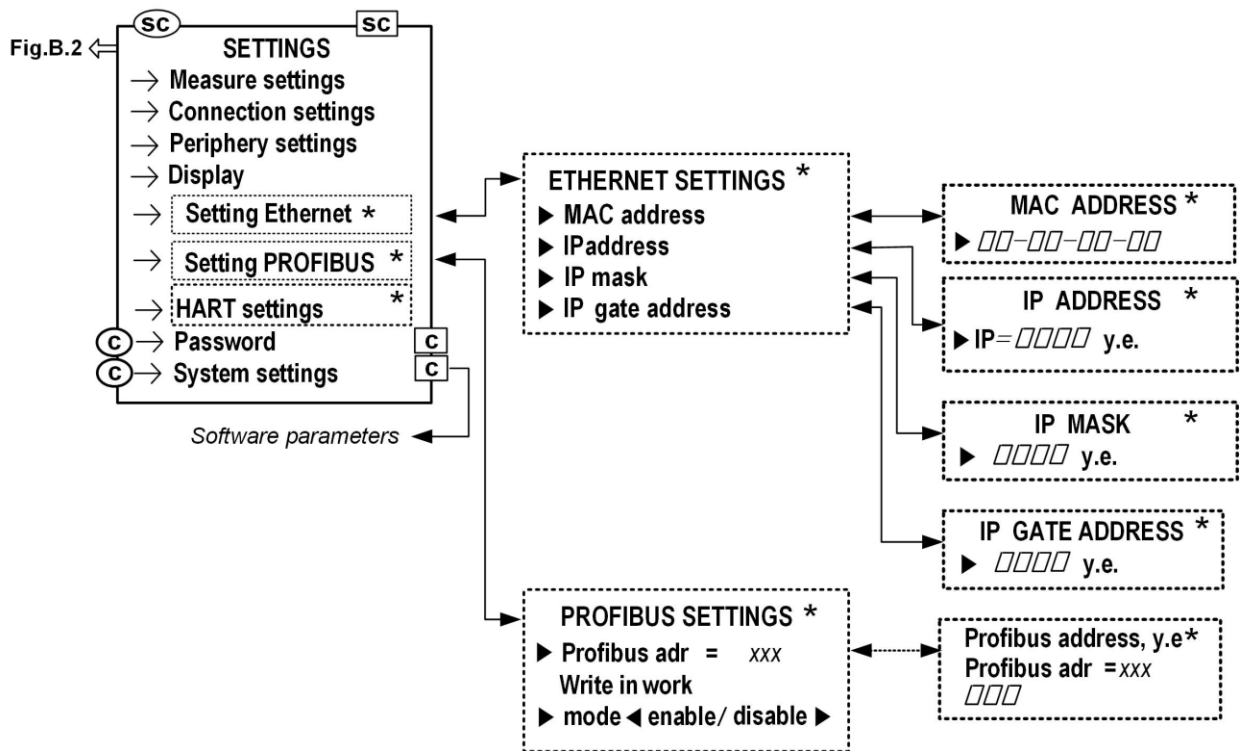 SC SC
Fig.B.2
SETTINGS
→ Measure settings
→ Connection settings
→ Periphery settings
→ Display
→ Setting Ethernet *
→ Setting PROFIBUS *
→ HART settings *
C → Password C
C → System settings C
Software parameters
ETHERNET SETTINGS *
▶ MAC address
▶ IPaddress
▶ IP mask
▶ IP gate address
MAC ADDRESS *
▶ ▯▯-▯▯-▯▯-▯▯
IP ADDRESS *
▶ IP=▯▯▯▯ y.e.
IP MASK *
▶ ▯▯▯▯ y.e.
IP GATE ADDRESS *
▶ ▯▯▯▯ y.e.
PROFIBUS SETTINGS *
▶ Profibus adr = xxx
Write in work
▶ mode ◀ enable/ disable ▶
Profibus address, y.e*
Profibus adr =xxx
▯▯▯